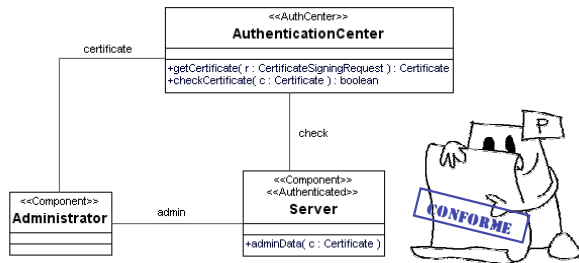 <<AuthCenter>>
AuthenticationCenter
+getCertificate( r : CertificateSigningRequest ) : Certificate
+checkCertificate( c : Certificate ) : boolean
certificate
check
<<Component>>
Administrator
admin
<<Component>>
<<Authenticated>>
Server
+adminData( c : Certificate )
P
CONFORME